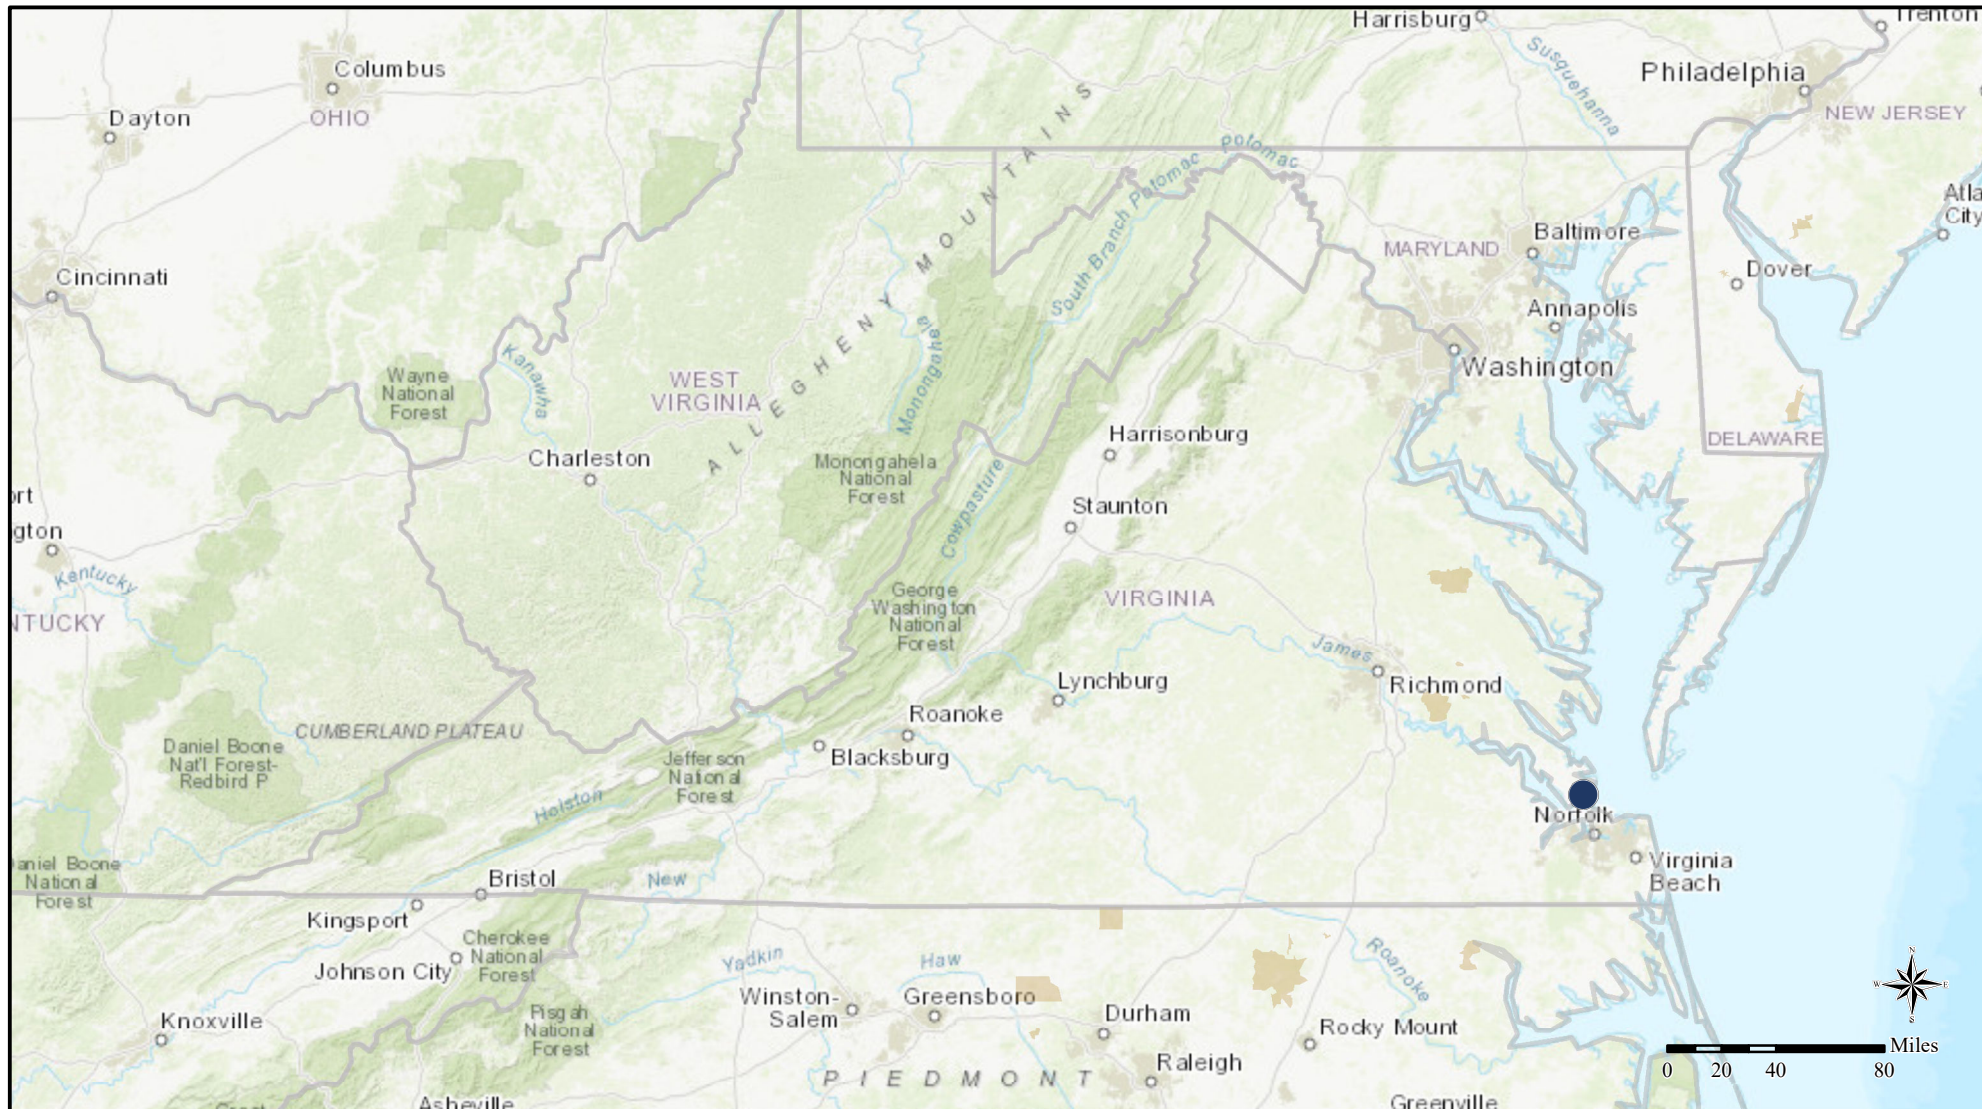 Harrisburg
Trenton
Columbus
Susquehanna
Philadelphia
OHIO
Dayton
NEW JERSEY
ALLEGHENY MOUNTAINS
Potomac
South Branch Potomac
Atla
City
Baltimore
MARYLAND
Cincinnati
Dover
Annapolis
Monongahela
Kanawha
Washington
Wayne
National
Forest
WEST
VIRGINIA
Harrisonburg
DELAWARE
Charleston
Monongahela
National
Forest
Cowpasture
ort
Staunton
gton
Kentucky
George
Washington
National
Forest
VIRGINIA
NTUCKY
James
Lynchburg
Richmond
Roanoke
CUMBERLAND PLATEAU
Daniel Boone
Nat'l Forest-
Redbird P
Jefferson
National
Forest
Blacksburg
Holston
Norfolk
Virginia
Beach
aniel Boone
National
Forest
Bristol
New
Kingsport
Cherokee
National
Forest
Johnson City
Yadkin
Haw
Roanoke
N
W
E
S
Winston-
Salem
Greensboro
Durham
Rocky Mount
Knoxville
Pisgah
National
Forest
Miles
Raleigh
0 20 40 80
PIEDMONT
Asheville
Greenville